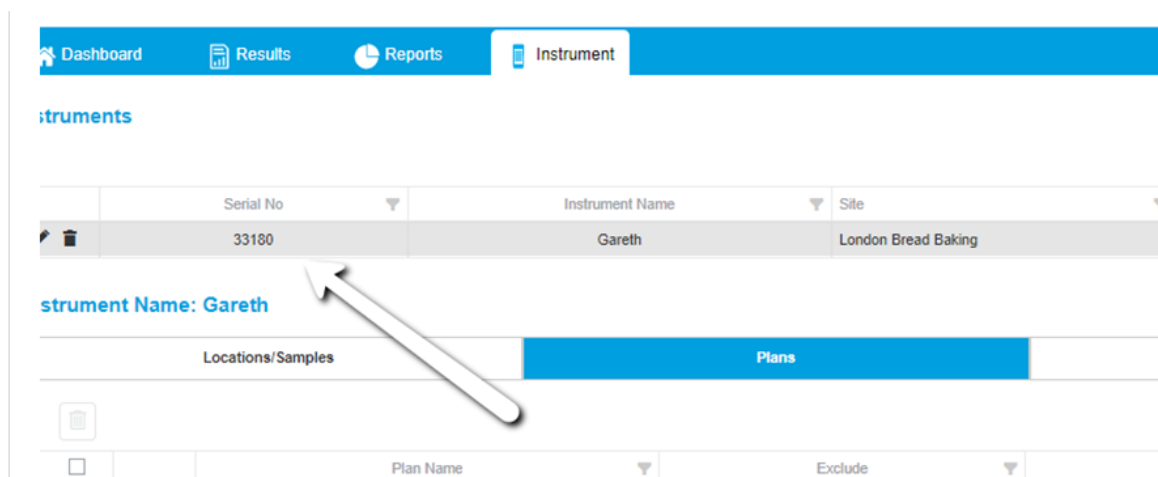 Dashboard Results Reports Instrument
struments
Serial No Instrument Name Site
33180 Gareth London Bread Baking
strument Name: Gareth
Locations/Samples Plans
Plan Name Exclude